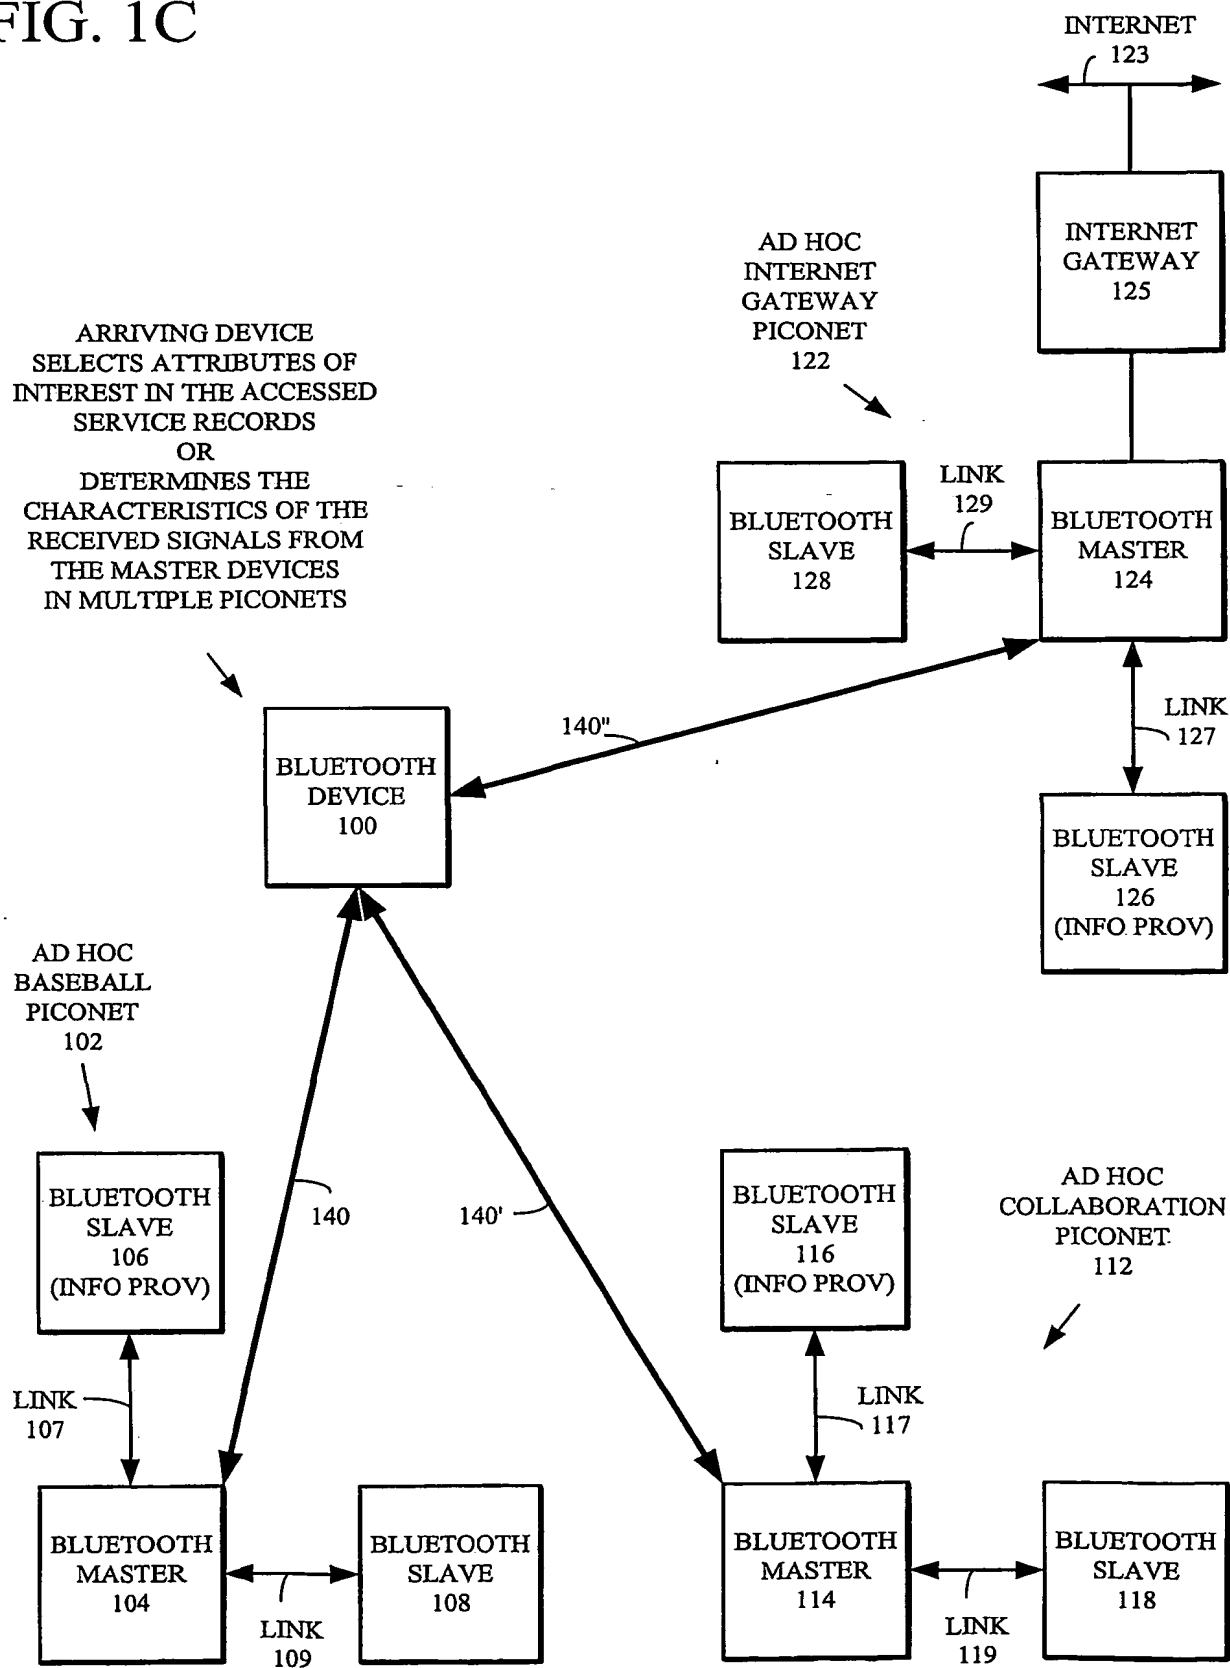 FIG. 1C
INTERNET
123
INTERNET
GATEWAY
125
AD HOC
INTERNET
GATEWAY
PICONET
122
ARRIVING DEVICE
SELECTS ATTRIBUTES OF
INTEREST IN THE ACCESSED
SERVICE RECORDS
OR
DETERMINES THE
CHARACTERISTICS OF THE
RECEIVED SIGNALS FROM
THE MASTER DEVICES
IN MULTIPLE PICONETS
BLUETOOTH
SLAVE
128
LINK
129
BLUETOOTH
MASTER
124
140"
LINK
127
BLUETOOTH
DEVICE
100
BLUETOOTH
SLAVE
126
(INFO PROV)
AD HOC
BASEBALL
PICONET
102
BLUETOOTH
SLAVE
106
(INFO PROV)
140
140'
BLUETOOTH
SLAVE
116
(INFO PROV)
AD HOC
COLLABORATION
PICONET
112
LINK
107
LINK
117
BLUETOOTH
MASTER
104
LINK
109
BLUETOOTH
SLAVE
108
BLUETOOTH
MASTER
114
LINK
119
BLUETOOTH
SLAVE
118